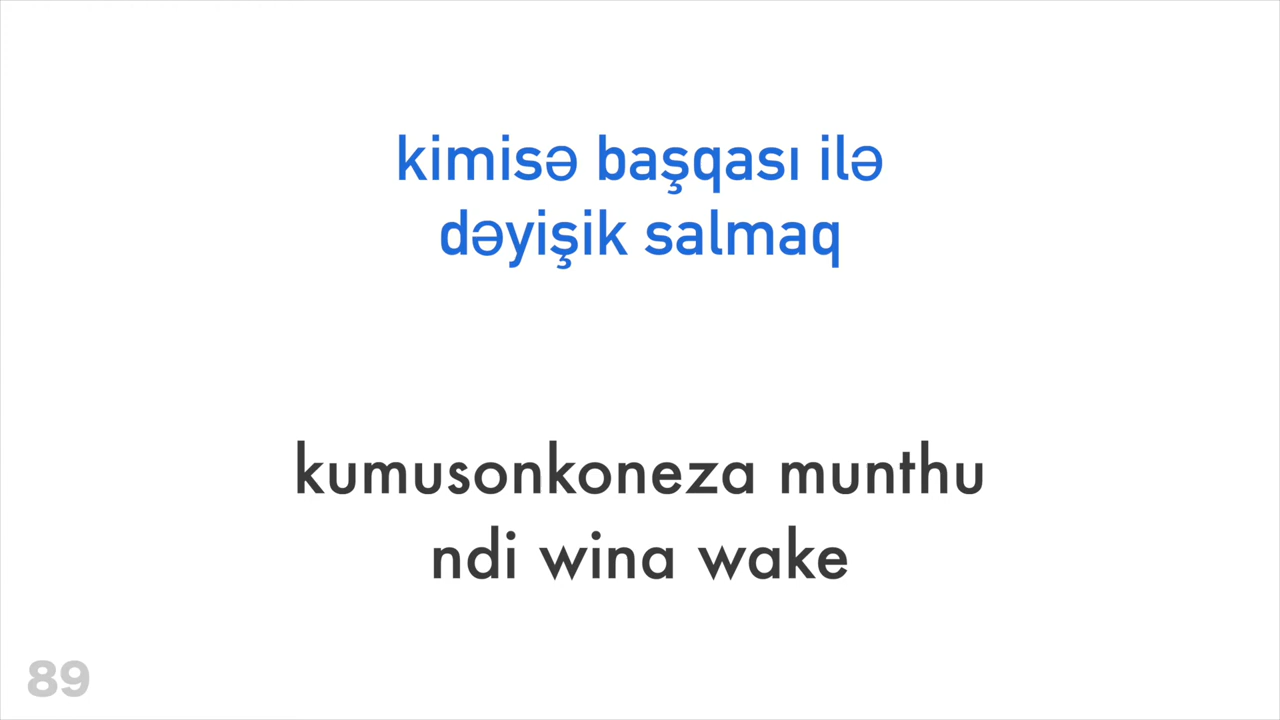 kimisə başqası ilə
dəyişik salmaq
kumusonkoneza munthu
ndi wina wake
89